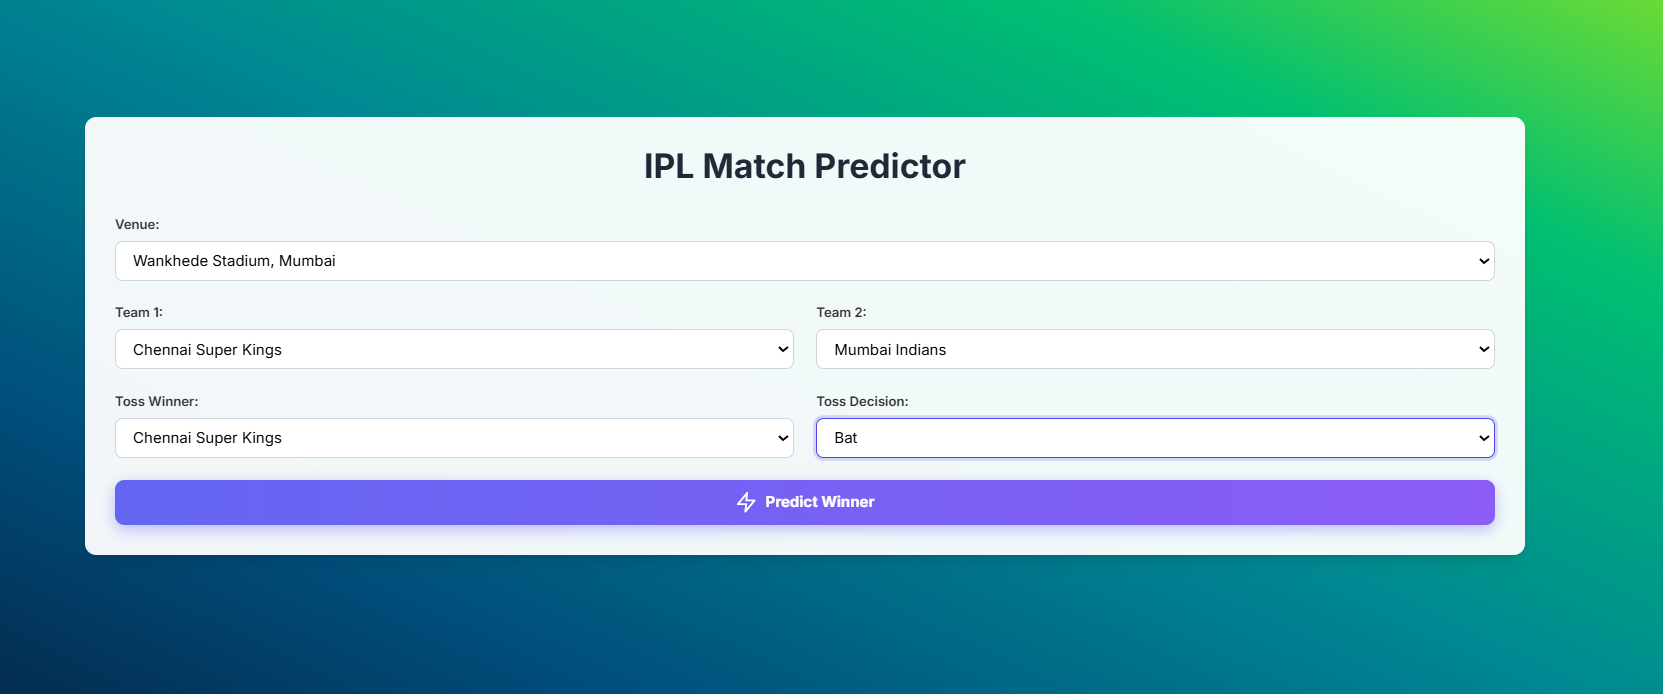 IPL Match Predictor
Venue:
Wankhede Stadium, Mumbai
Team 1:
Team 2:
Chennai Super Kings
Mumbai Indians
Toss Winner:
Toss Decision:
Chennai Super Kings
Bat
Predict Winner